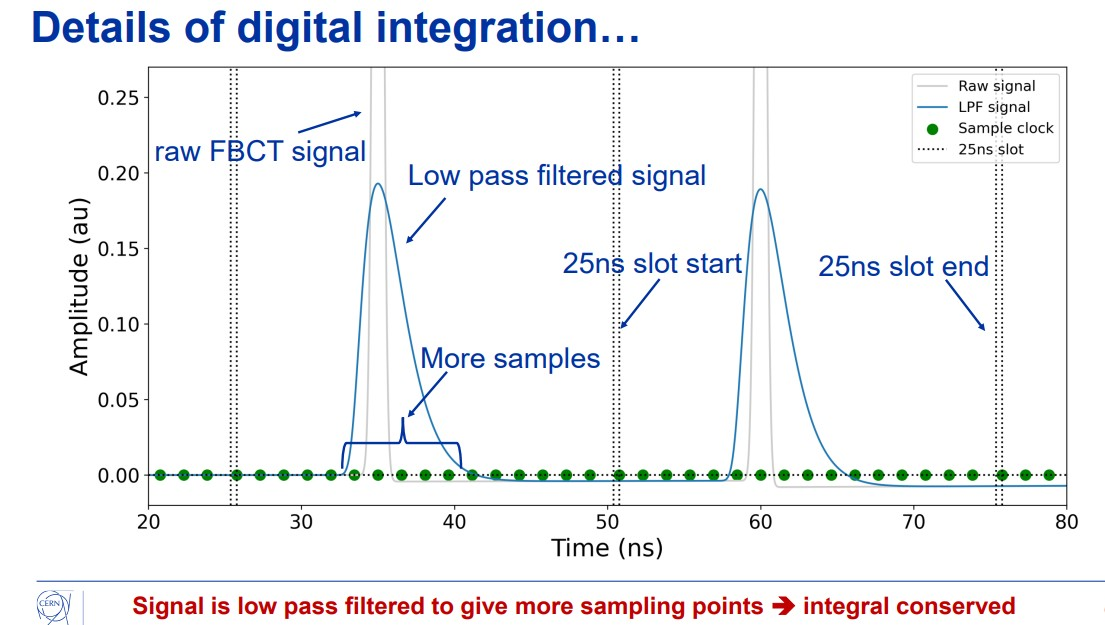 Details of digital integration…
0.25
0.20
0.15
0.10
0.05
0.00
Amplitude (au)
raw FBCT signal
Low pass filtered signal
25ns slot start
25ns slot end
More samples
Raw signal
LPF signal
Sample clock
25ns slot
20 30 40 50 60 70 80
Time (ns)
CERN
Signal is low pass filtered to give more sampling points ➔ integral conserved